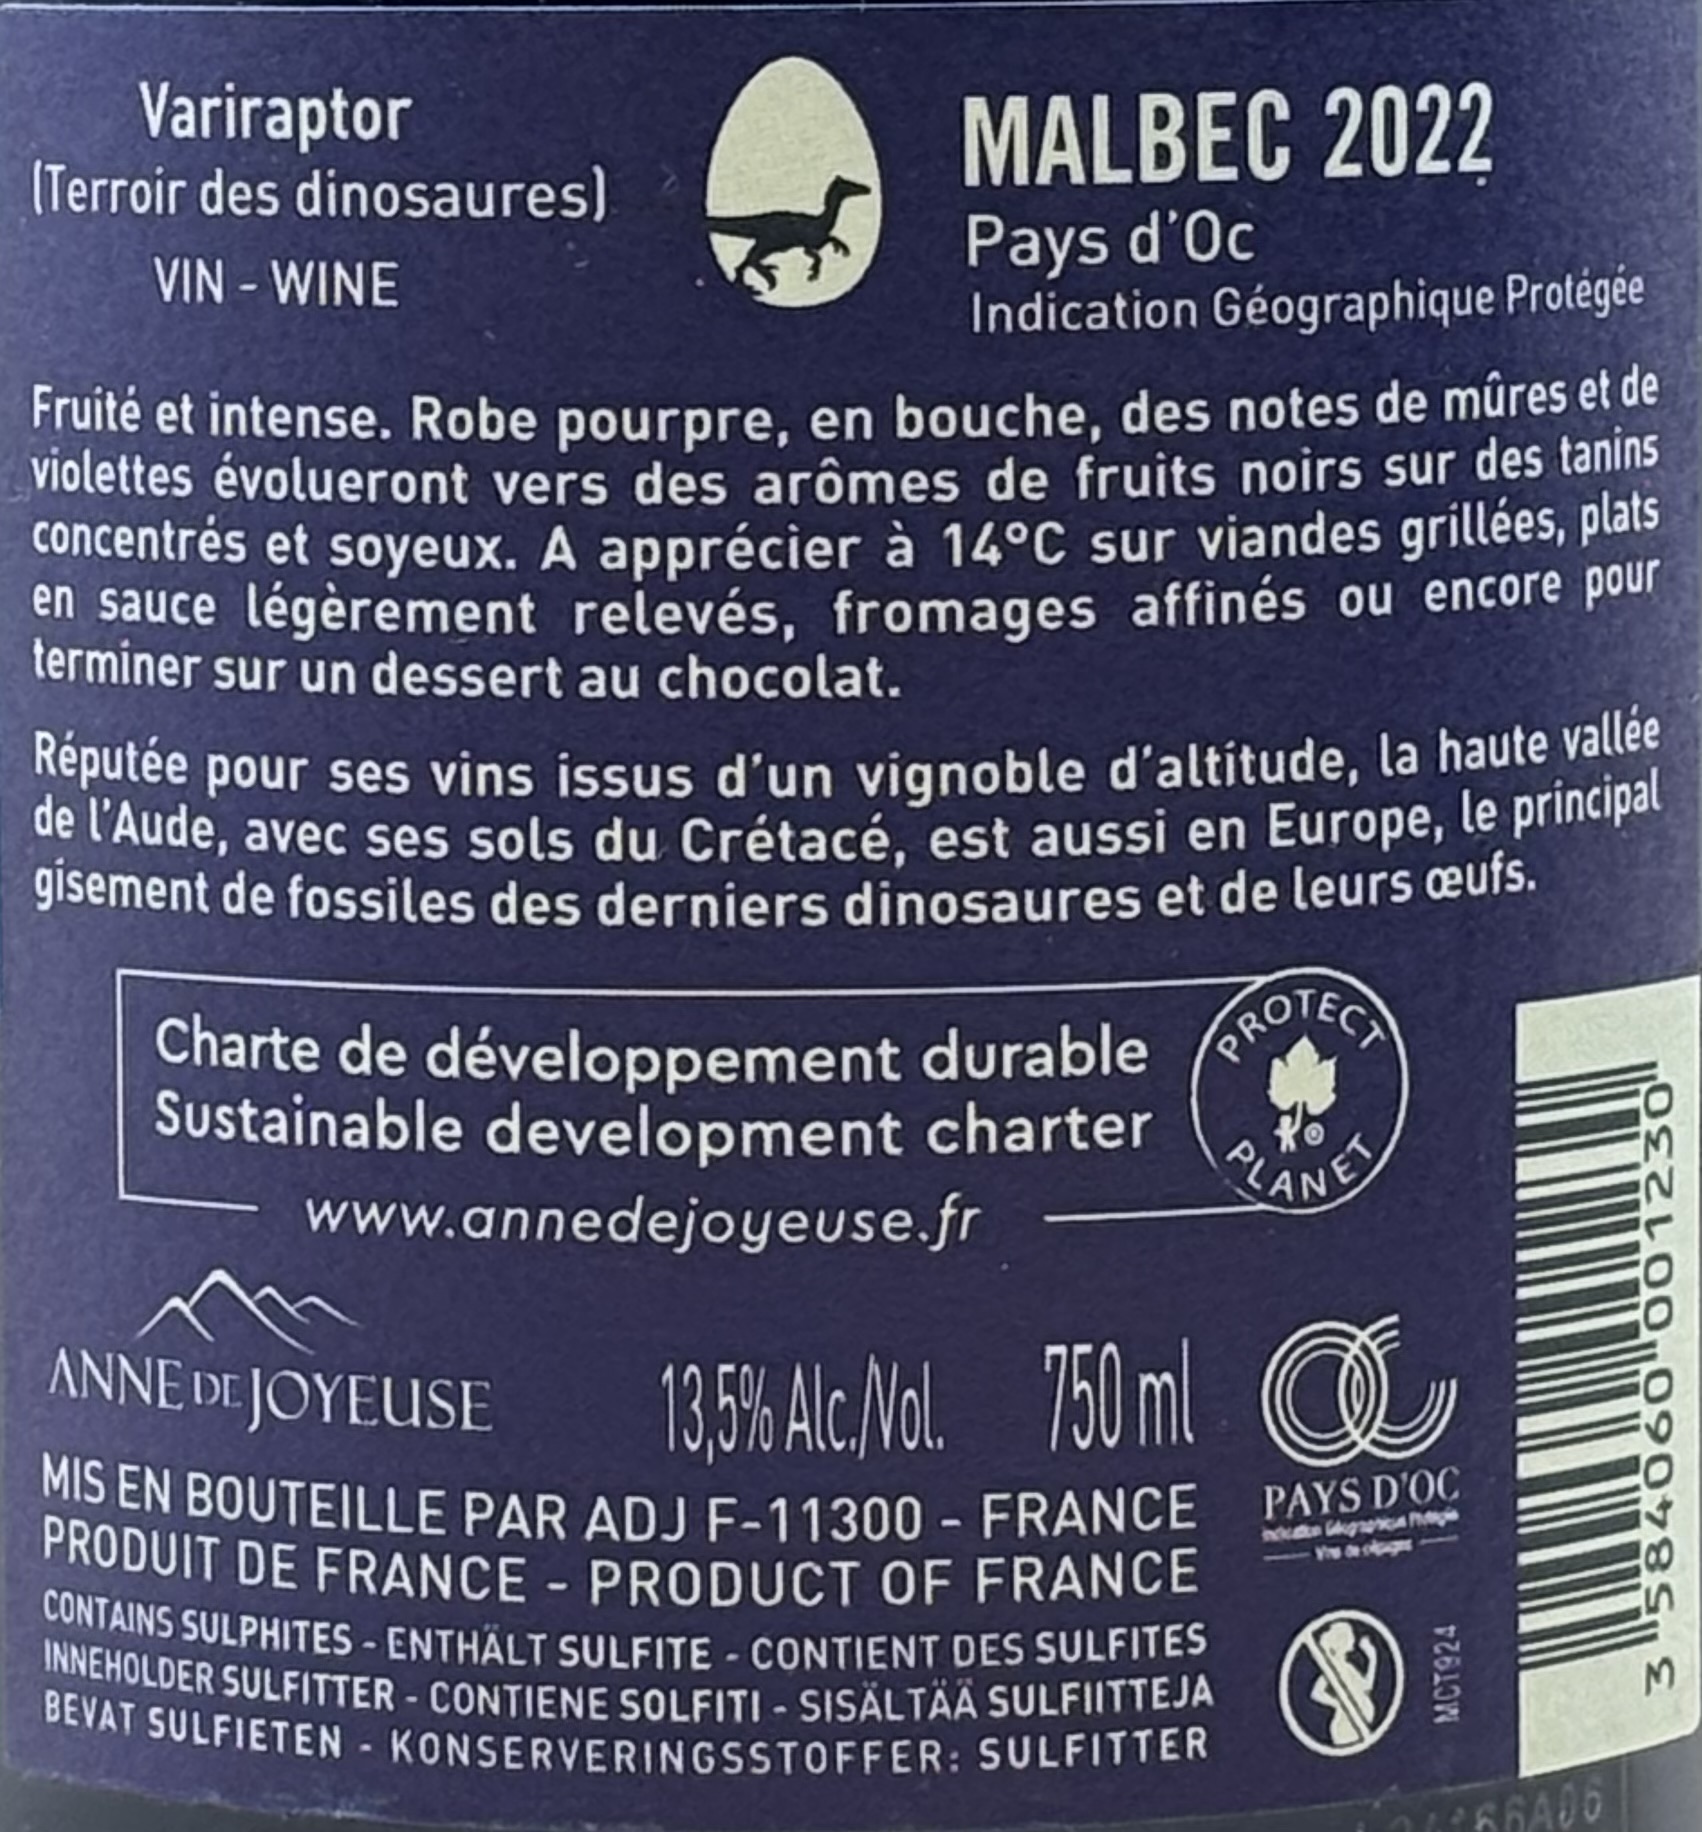 Variraptor
(Terroir des dinosaures)
VIN - WINE
MALBEC 2022
Pays d'Oc
Indication Géographique Protégée
Fruité et intense. Robe pourpre, en bouche, des notes de mûres et de
violettes évolueront vers des arômes de fruits noirs sur des tanins
concentrés et soyeux. A apprécier à 14°C sur viandes grillées, plats
en sauce légèrement relevés, fromages affinés ou encore pour
terminer sur un dessert au chocolat.
Réputée pour ses vins issus d'un vignoble d'altitude, la haute vallée
de l'Aude, avec ses sols du Crétacé, est aussi en Europe, le principal
gisement de fossiles des derniers dinosaures et de leurs œufs.
Charte de développement durable
Sustainable development charter
www.annedejoyeuse.fr
PROTECT
PLANET
ANNE DE JOYEUSE
13,5% Alc./Vol.
750 ml
OC
PAYS D'OC
Indication Géographique Protégée
Vins de cépages
MIS EN BOUTEILLE PAR ADJ F-11300 - FRANCE
PRODUIT DE FRANCE - PRODUCT OF FRANCE
CONTAINS SULPHITES - ENTHÄLT SULFITE - CONTIENT DES SULFITES
INNEHOLDER SULFITTER - CONTIENE SOLFITI - SISÄLTÄÄ SULFIITTEJA
BEVAT SULFIETEN - KONSERVERINGSSTOFFER: SULFITTER
MCT924
3 584060 001230